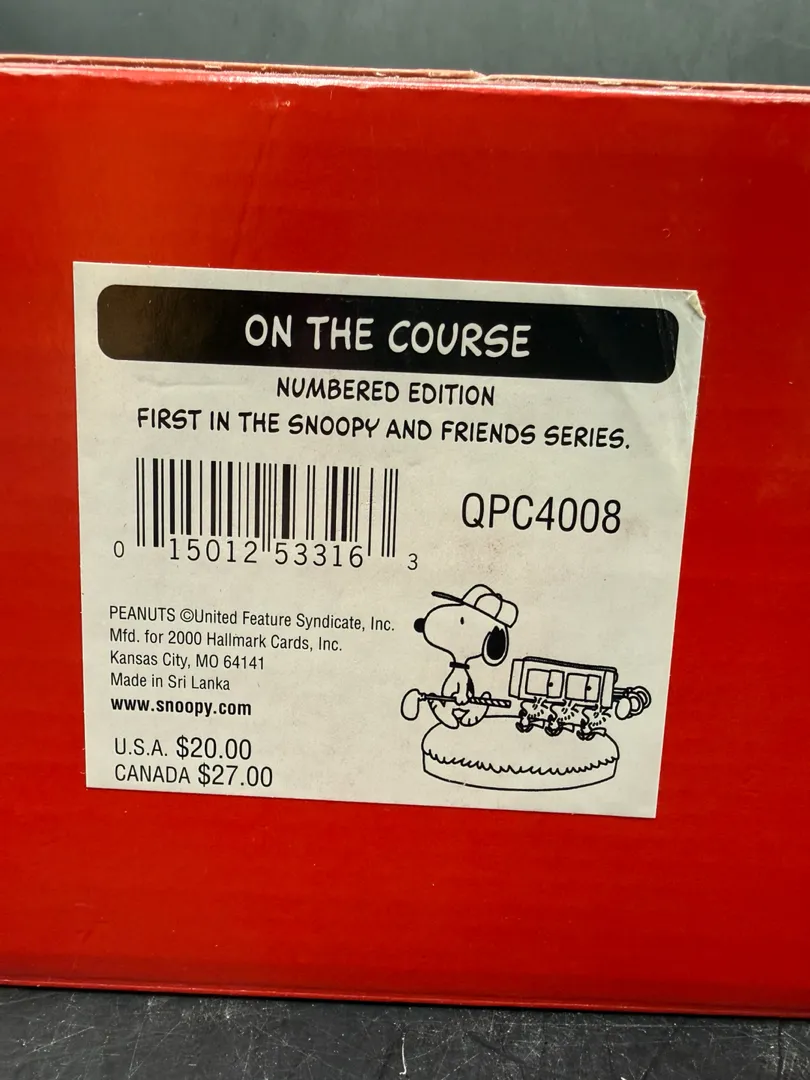 ON THE COURSE
NUMBERED EDITION
FIRST IN THE SNOOPY AND FRIENDS SERIES.
QPC4008
0 15012 53316 3
PEANUTS ©United Feature Syndicate, Inc.
Mfd. for 2000 Hallmark Cards, Inc.
Kansas City, MO 64141
Made in Sri Lanka
www.snoopy.com
U.S.A. $20.00
CANADA $27.00